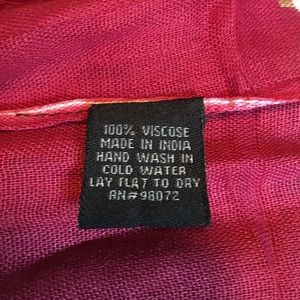 100% VISCOSE
MADE IN INDIA
HAND WASH IN
COLD WATER
LAY FLAT TO DRY
RN#98072